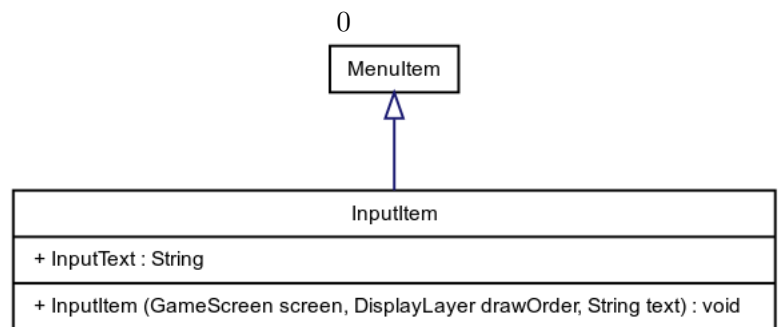 0
MenuItem
InputItem
+ InputText : String
+ InputItem (GameScreen screen, DisplayLayer drawOrder, String text) : void